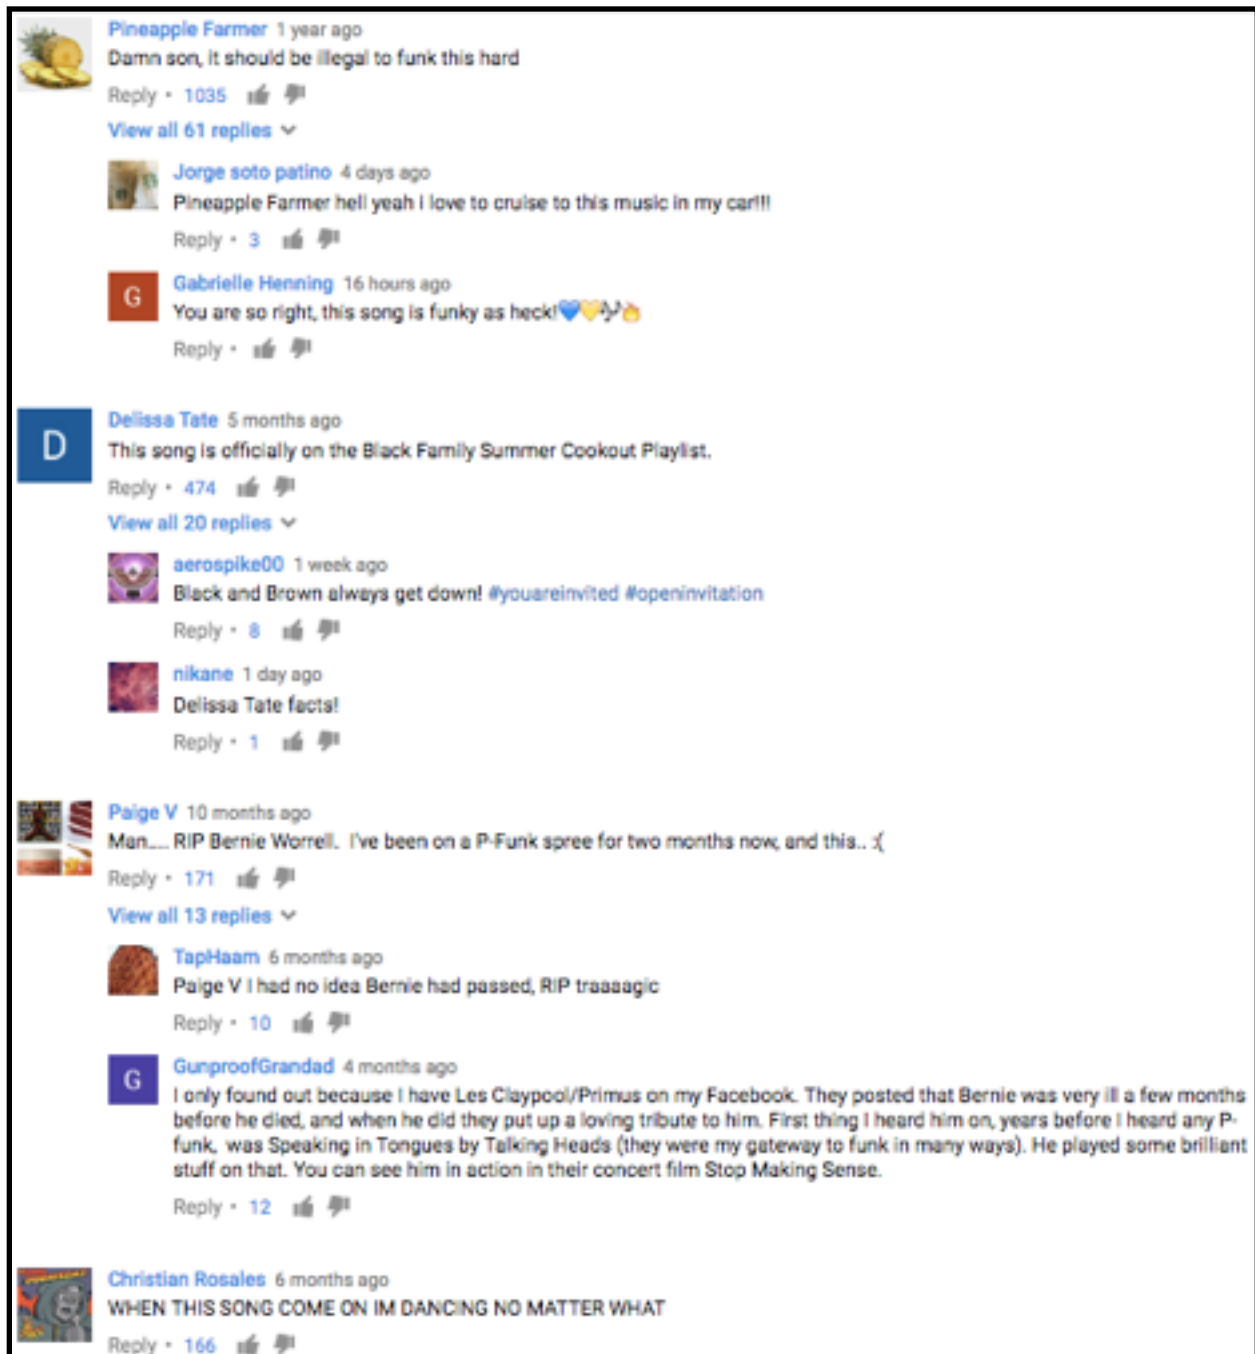 Pineapple Farmer 1 year ago
Damn son, it should be illegal to funk this hard
Reply • 1035
View all 61 replies
Jorge soto patino 4 days ago
Pineapple Farmer hell yeah i love to cruise to this music in my car!!!
Reply • 3
G
Gabrielle Henning 16 hours ago
You are so right, this song is funky as heck!💙💛🎶🔥
Reply •
D
Delissa Tate 5 months ago
This song is officially on the Black Family Summer Cookout Playlist.
Reply • 474
View all 20 replies
aerospike00 1 week ago
Black and Brown always get down! #youareinvited #openinvitation
Reply • 8
nikane 1 day ago
Delissa Tate facts!
Reply • 1
Paige V 10 months ago
Man.... RIP Bernie Worrell.  I've been on a P-Funk spree for two months now, and this.. :(
Reply • 171
View all 13 replies
TapHaam 6 months ago
Paige V I had no idea Bernie had passed, RIP traaaagic
Reply • 10
G
GunproofGrandad 4 months ago
I only found out because I have Les Claypool/Primus on my Facebook. They posted that Bernie was very ill a few months
before he died, and when he did they put up a loving tribute to him. First thing I heard him on, years before I heard any P-
funk,  was Speaking in Tongues by Talking Heads (they were my gateway to funk in many ways). He played some brilliant
stuff on that. You can see him in action in their concert film Stop Making Sense.
Reply • 12
Christian Rosales 6 months ago
WHEN THIS SONG COME ON IM DANCING NO MATTER WHAT
Reply • 166